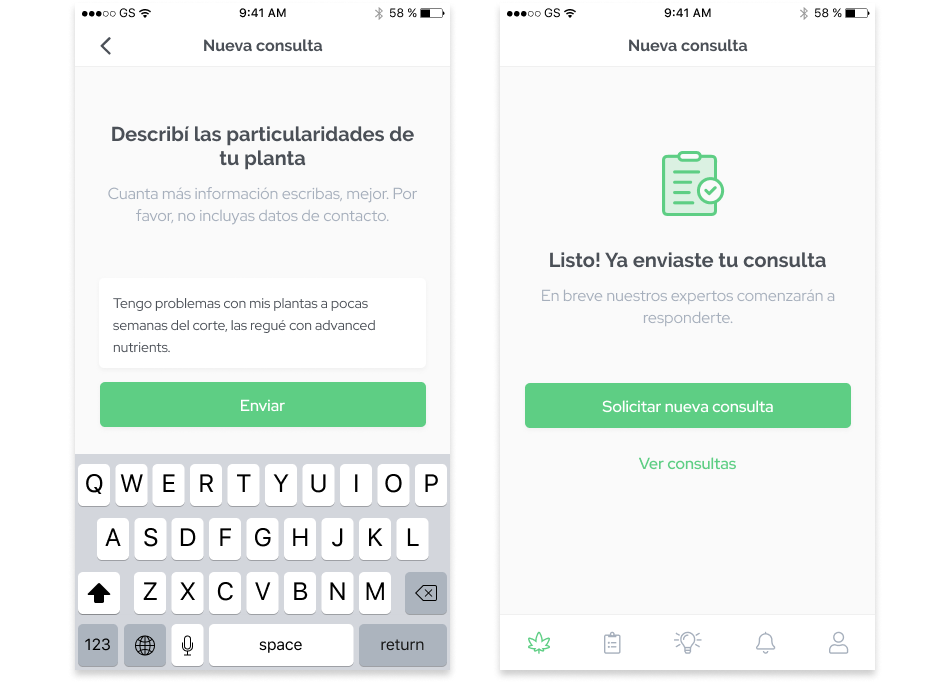 GS 9:41 AM 58 %
Nueva consulta
Describí las particularidades de
tu planta
Cuanta más información escribas, mejor. Por
favor, no incluyas datos de contacto.
Tengo problemas con mis plantas a pocas
semanas del corte, las regué con advanced
nutrients.
Enviar
Q W E R T Y U I O P
A S D F G H J K L
Z X C V B N M
123 space return
GS 9:41 AM 58 %
Nueva consulta
Listo! Ya enviaste tu consulta
En breve nuestros expertos comenzarán a
responderte.
Solicitar nueva consulta
Ver consultas